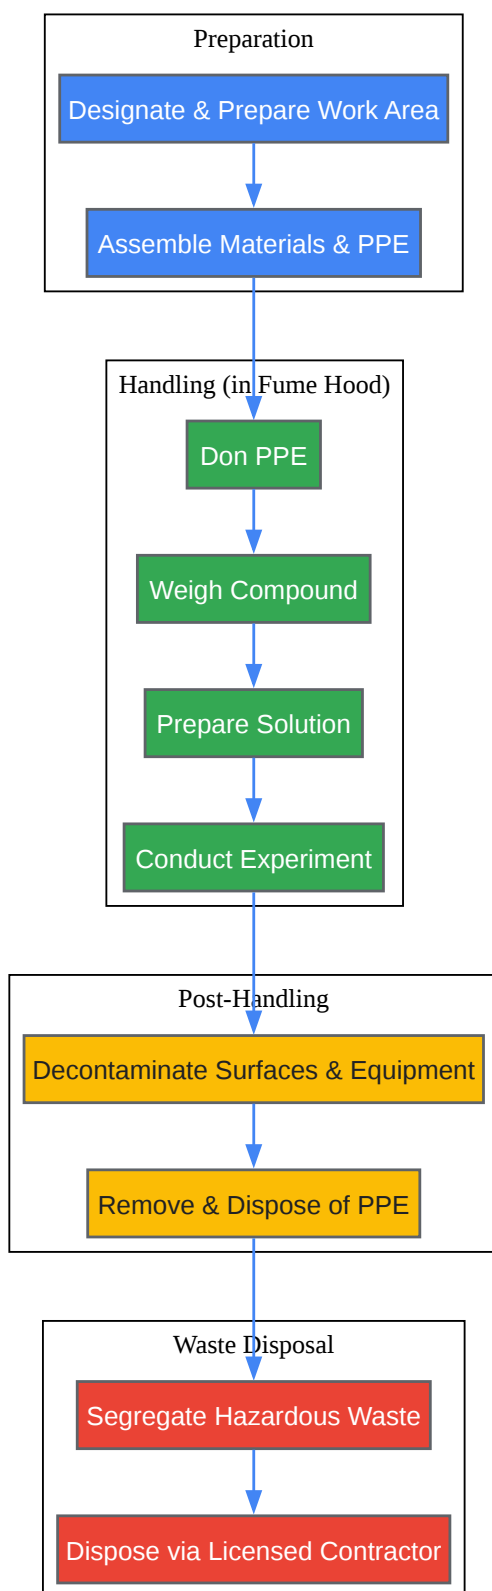 Preparation
Designate & Prepare Work Area
Assemble Materials & PPE
Handling (in Fume Hood)
Don PPE
Weigh Compound
Prepare Solution
Conduct Experiment
Post-Handling
Decontaminate Surfaces & Equipment
Remove & Dispose of PPE
Waste Disposal
Segregate Hazardous Waste
Dispose via Licensed Contractor